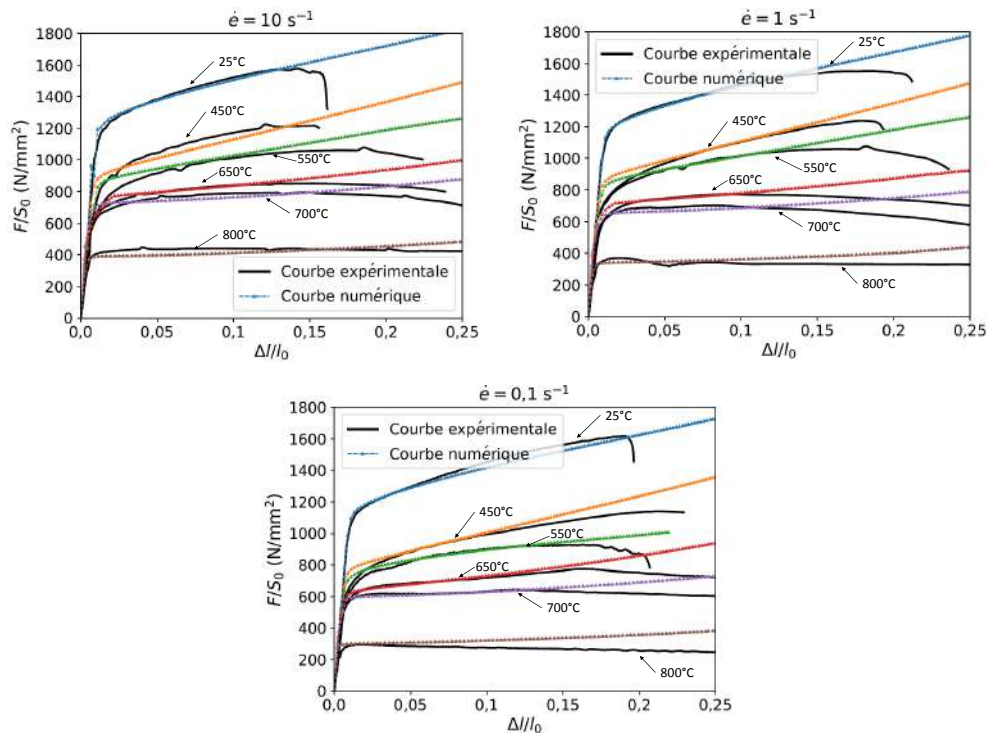 ė = 10 s⁻¹
F/S₀ (N/mm²)
1800
1600
1400
1200
1000
800
600
400
200
0
25°C
450°C
550°C
650°C
700°C
800°C
Courbe expérimentale
Courbe numérique
0,0
0,05
0,1
0,15
0,2
0,25
Δl/l₀
ė = 1 s⁻¹
F/S₀ (N/mm²)
1800
1600
1400
1200
1000
800
600
400
200
0
Courbe expérimentale
Courbe numérique
25°C
450°C
550°C
650°C
700°C
800°C
0,0
0,05
0,1
0,15
0,2
0,25
Δl/l₀
ė = 0,1 s⁻¹
F/S₀ (N/mm²)
1800
1600
1400
1200
1000
800
600
400
200
0
Courbe expérimentale
Courbe numérique
25°C
450°C
550°C
650°C
700°C
800°C
0,0
0,05
0,1
0,15
0,2
0,25
Δl/l₀